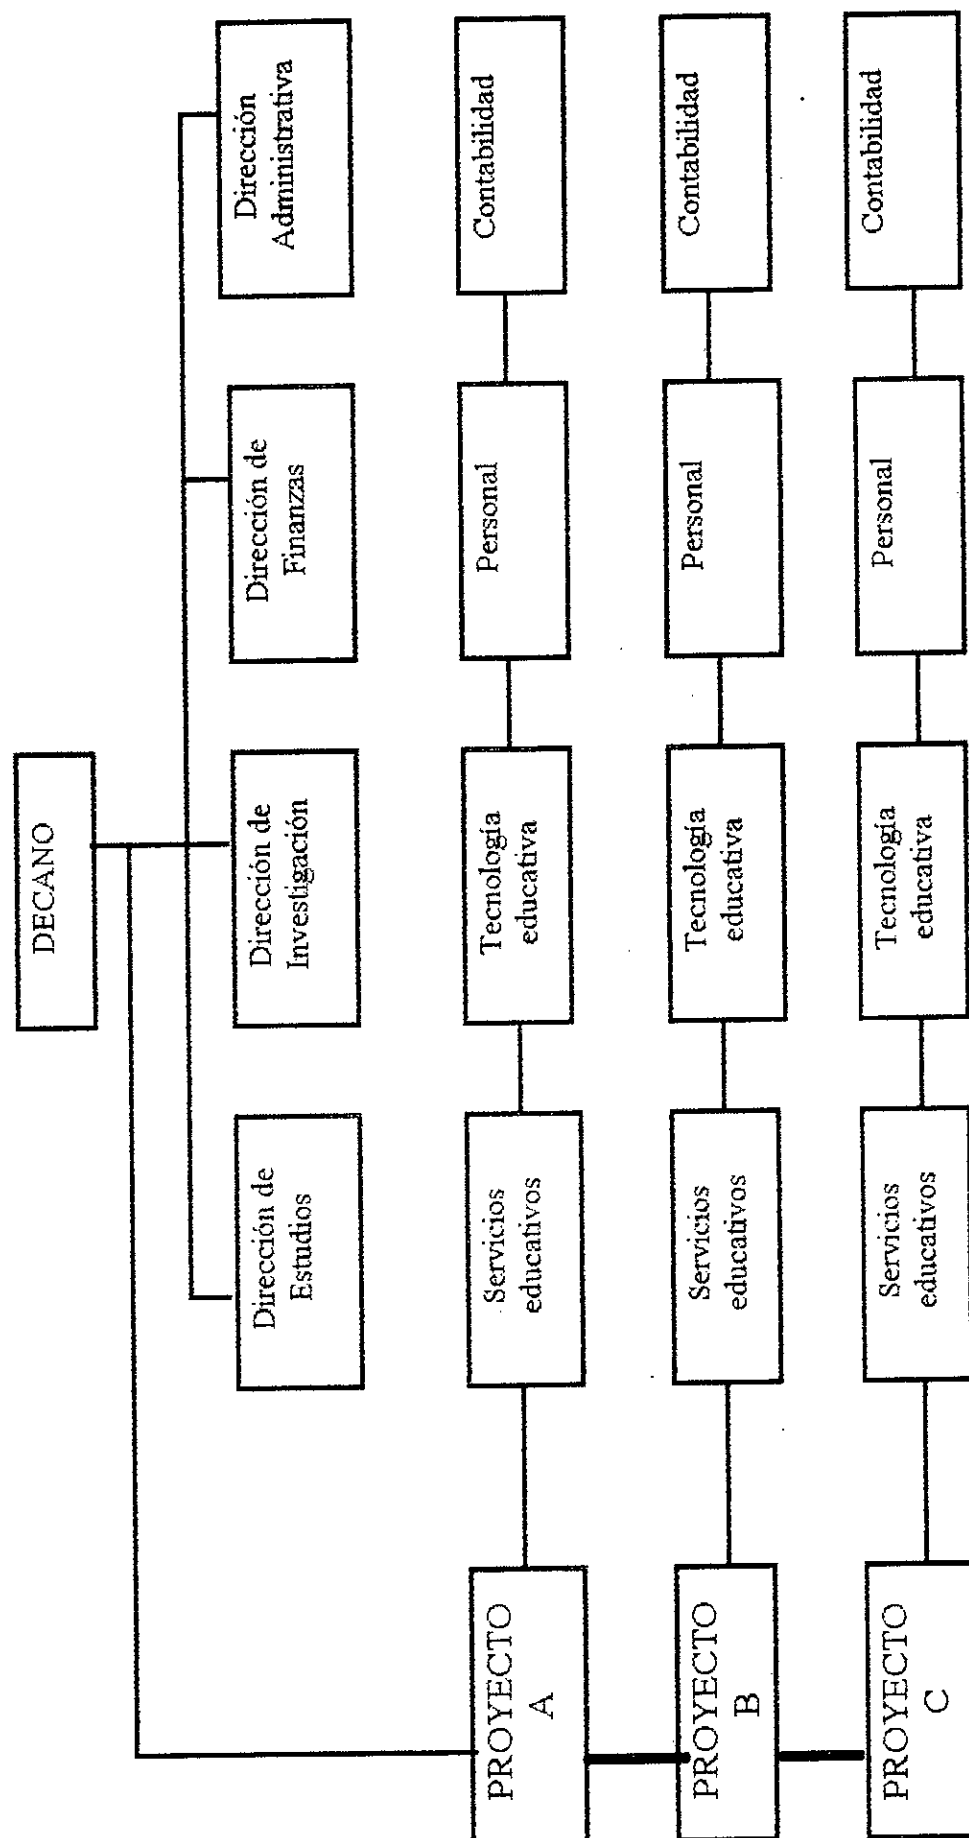 DECANO
Dirección de
Estudios
Dirección de
Investigación
Dirección de
Finanzas
Dirección
Administrativa
PROYECTO
A
Servicios
educativos
Tecnología
educativa
Personal
Contabilidad
PROYECTO
B
Servicios
educativos
Tecnología
educativa
Personal
Contabilidad
PROYECTO
C
Servicios
educativos
Tecnología
educativa
Personal
Contabilidad